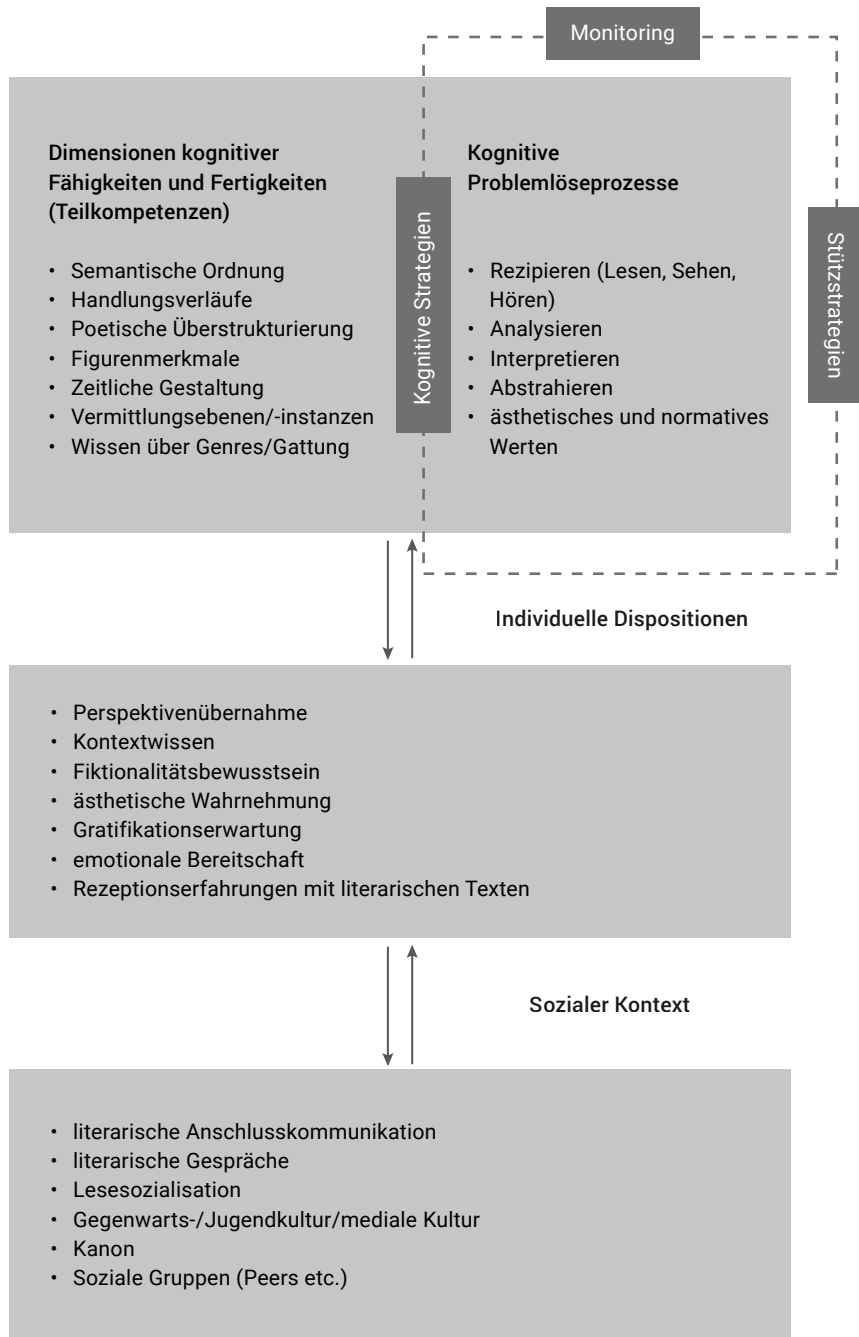 Monitoring
Dimensionen kognitiver
Fähigkeiten und Fertigkeiten
(Teilkompetenzen)
• Semantische Ordnung
• Handlungsverläufe
• Poetische Überstrukturierung
• Figurenmerkmale
• Zeitliche Gestaltung
• Vermittlungsebenen/-instanzen
• Wissen über Genres/Gattung
Kognitive Strategien
Kognitive
Problemlöseprozesse
• Rezipieren (Lesen, Sehen,
Hören)
• Analysieren
• Interpretieren
• Abstrahieren
• ästhetisches und normatives
Werten
Stützstrategien
Individuelle Dispositionen
• Perspektivenübernahme
• Kontextwissen
• Fiktionalitätsbewusstsein
• ästhetische Wahrnehmung
• Gratifikationserwartung
• emotionale Bereitschaft
• Rezeptionserfahrungen mit literarischen Texten
Sozialer Kontext
• literarische Anschlusskommunikation
• literarische Gespräche
• Lesesozialisation
• Gegenwarts-/Jugendkultur/mediale Kultur
• Kanon
• Soziale Gruppen (Peers etc.)